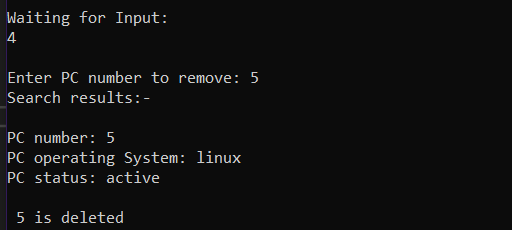 Waiting for Input:
4
Enter PC number to remove: 5
Search results:-
PC number: 5
PC operating System: linux
PC status: active
5 is deleted